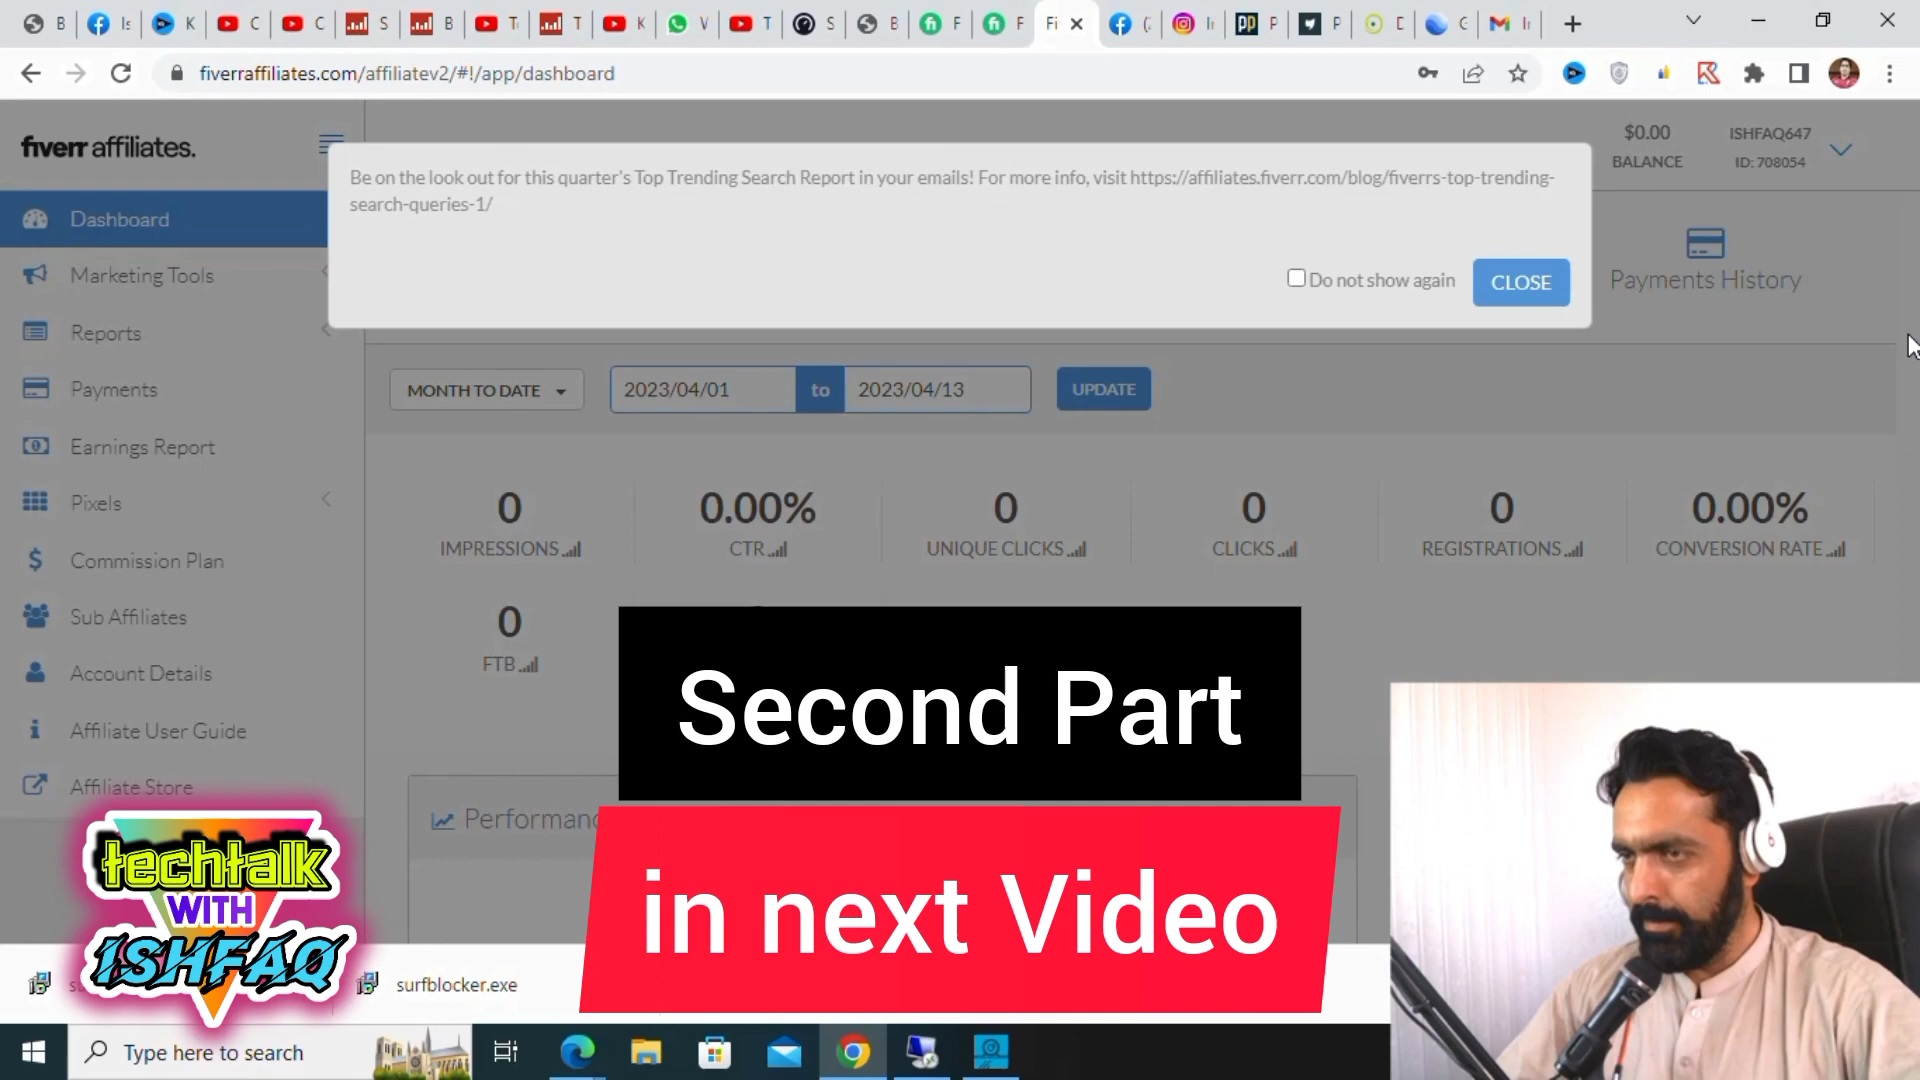 B
Is
K
C
C
S
B
T
T
K
V
T
S
B
F
F
Fi
(
Ir
P
P
D
G
Ir
fiverraffiliates.com/affiliatev2/#!/app/dashboard
fiverr affiliates.
$0.00
BALANCE
ISHFAQ647
ID: 708054
Be on the look out for this quarter's Top Trending Search Report in your emails! For more info, visit https://affiliates.fiverr.com/blog/fiverrs-top-trending-
search-queries-1/
Do not show again
CLOSE
Payments History
Dashboard
Marketing Tools
Reports
Payments
Earnings Report
Pixels
Commission Plan
Sub Affiliates
Account Details
Affiliate User Guide
Affiliate Store
MONTH TO DATE
2023/04/01
to
2023/04/13
UPDATE
0
IMPRESSIONS
0.00%
CTR
0
UNIQUE CLICKS
0
CLICKS
0
REGISTRATIONS
0.00%
CONVERSION RATE
0
FTB
Second Part
in next Video
techtalk
WITH
ISHFAQ
surfblocker.exe
Type here to search